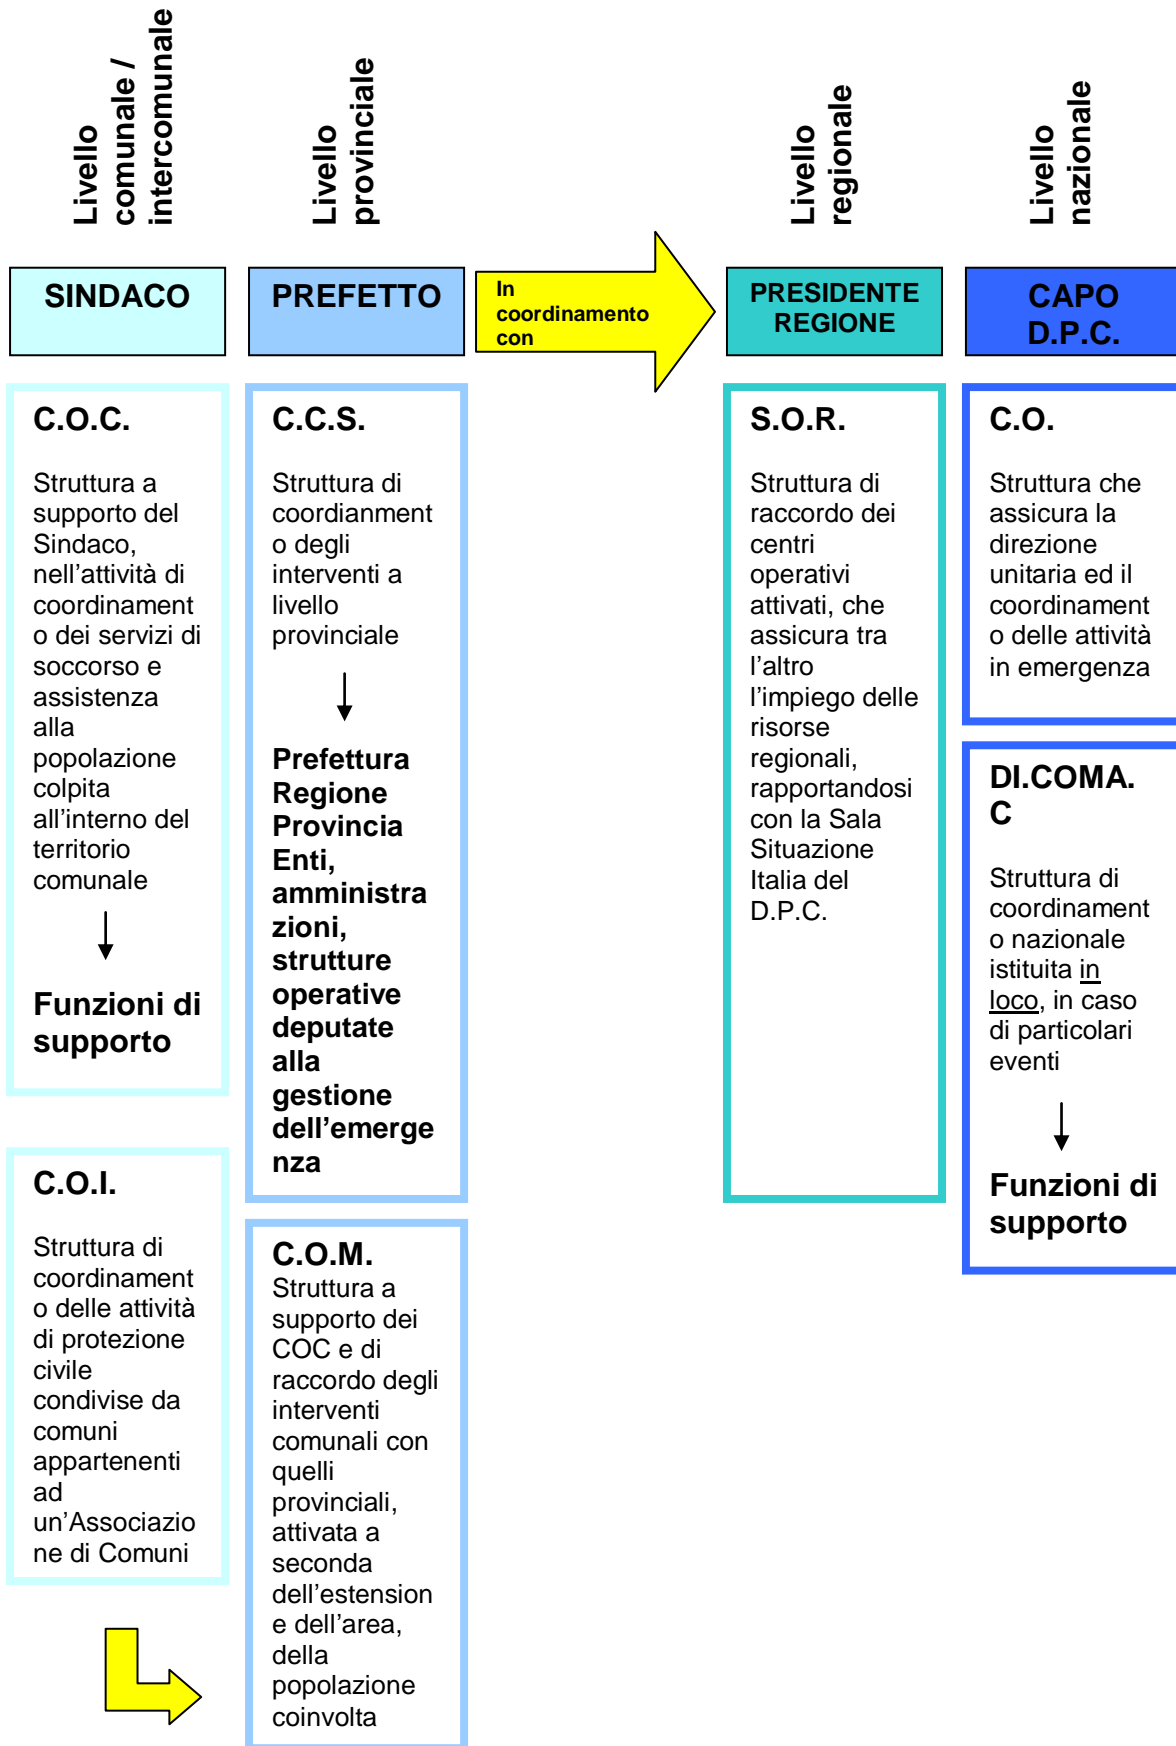 Livello
comunale /
intercomunale
Livello
provinciale
Livello
regionale
Livello
nazionale
SINDACO
PREFETTO
In
coordinamento
con
PRESIDENTE
REGIONE
CAPO
D.P.C.
C.O.C.
Struttura a
supporto del
Sindaco,
nell’attività di
coordinament
o dei servizi di
soccorso e
assistenza
alla
popolazione
colpita
all’interno del
territorio
comunale
Funzioni di
supporto
C.O.I.
Struttura di
coordinament
o delle attività
di protezione
civile
condivise da
comuni
appartenenti
ad
un’Associazio
ne di Comuni
C.C.S.
Struttura di
coordianment
o degli
interventi a
livello
provinciale
Prefettura
Regione
Provincia
Enti,
amministra
zioni,
strutture
operative
deputate
alla
gestione
dell’emerge
nza
C.O.M.
Struttura a
supporto dei
COC e di
raccordo degli
interventi
comunali con
quelli
provinciali,
attivata a
seconda
dell’estension
e dell’area,
della
popolazione
coinvolta
S.O.R.
Struttura di
raccordo dei
centri
operativi
attivati, che
assicura tra
l’altro
l’impiego delle
risorse
regionali,
rapportandosi
con la Sala
Situazione
Italia del
D.P.C.
C.O.
Struttura che
assicura la
direzione
unitaria ed il
coordinament
o delle attività
in emergenza
DI.COMA.
C
Struttura di
coordinament
o nazionale
istituita in
loco, in caso
di particolari
eventi
Funzioni di
supporto